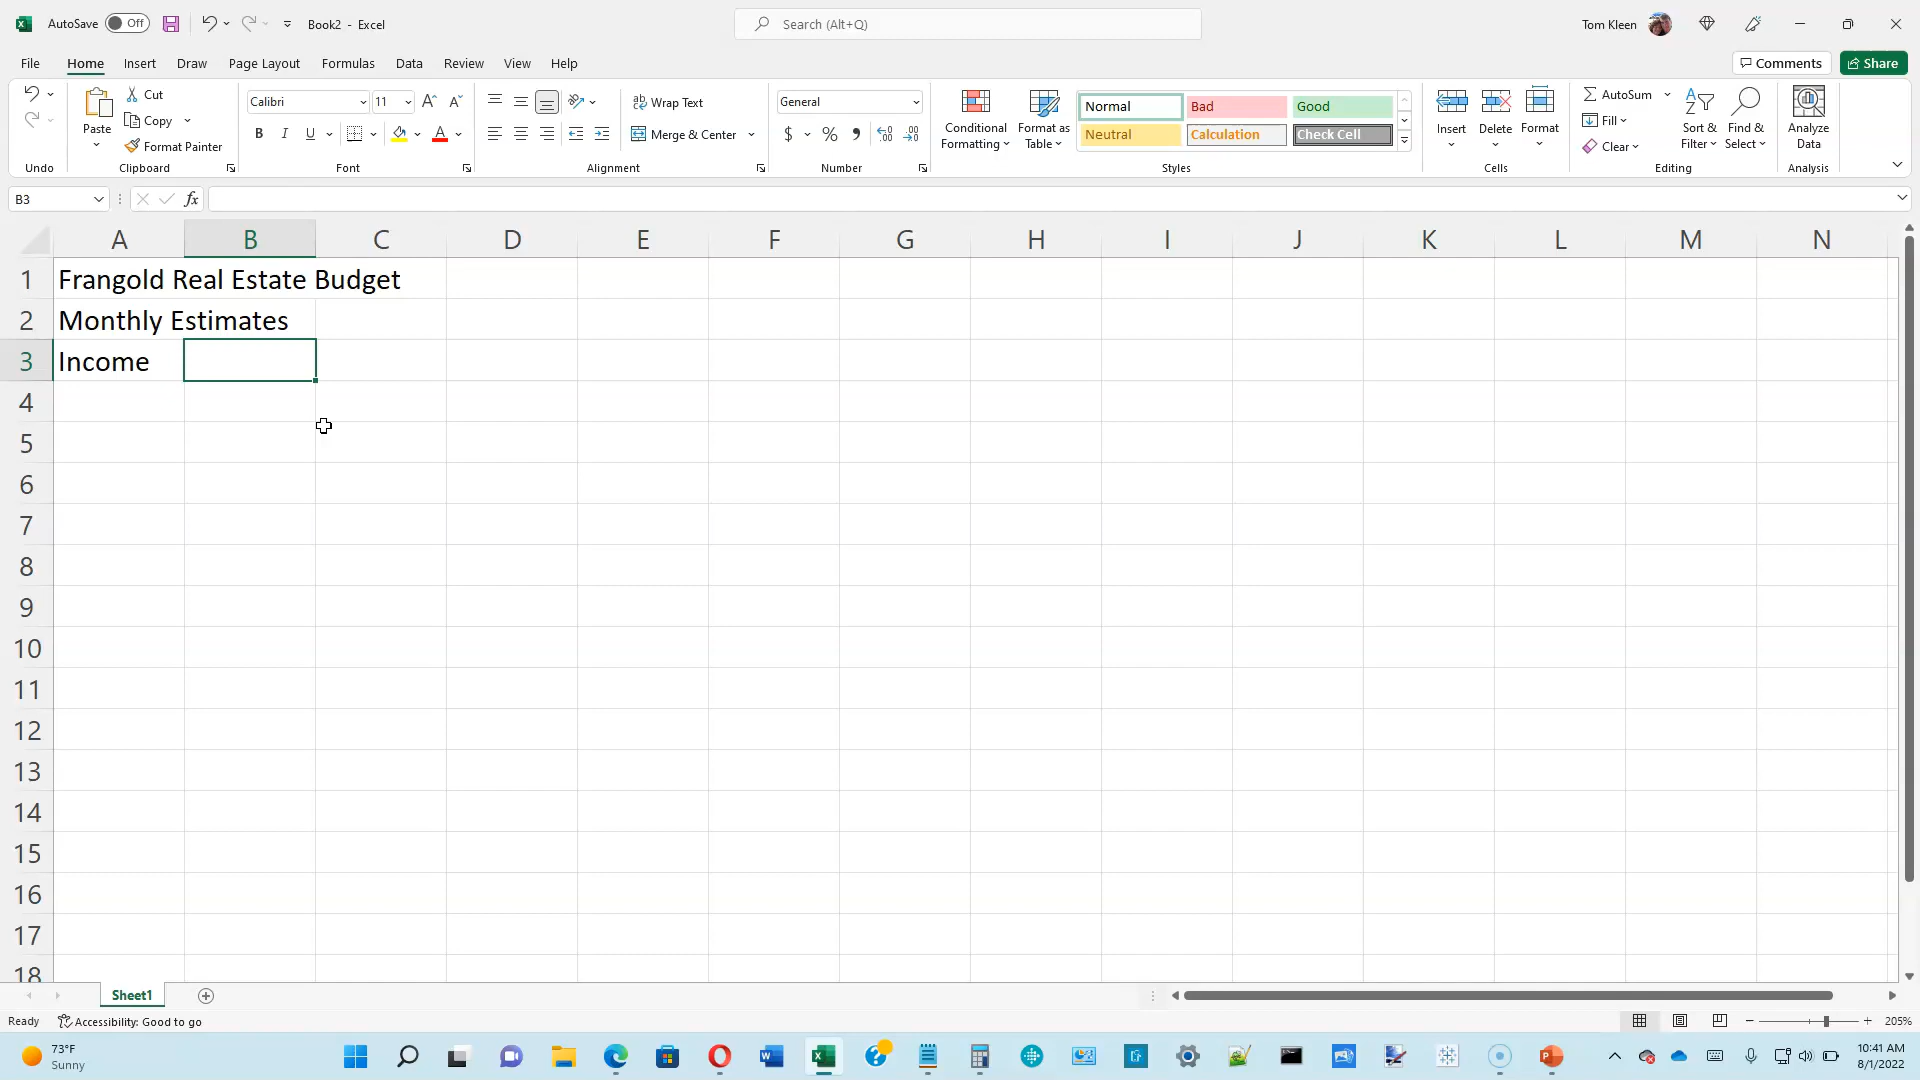 AutoSave Off Book2 - Excel Search (Alt+Q) Tom Kleen
File Home Insert Draw Page Layout Formulas Data Review View Help Comments Share
Cut Calibri 11 Wrap Text General Normal Bad Good AutoSum
Paste Copy Conditional Formatting Format as Table Insert Delete Format Fill Sort & Filter Find & Select Analyze Data
Format Painter B I U Merge & Center $ % Neutral Calculation Check Cell Clear
Undo Clipboard Font Alignment Number Styles Cells Editing Analysis
B3 fx
A B C D E F G H I J K L M N
1 Frangold Real Estate Budget
2 Monthly Estimates
3 Income
4
5
6
7
8
9
10
11
12
13
14
15
16
17
18
Sheet1
Ready Accessibility: Good to go 205%
73°F 10:41 AM
Sunny 8/1/2022